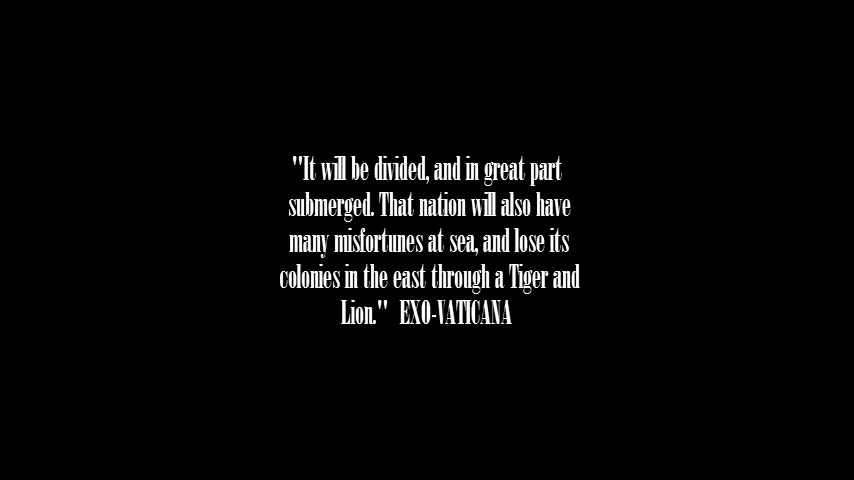 "It will be divided, and in great part
submerged. That nation will also have
many misfortunes at sea, and lose its
colonies in the east through a Tiger and
Lion." EXO-VATICANA